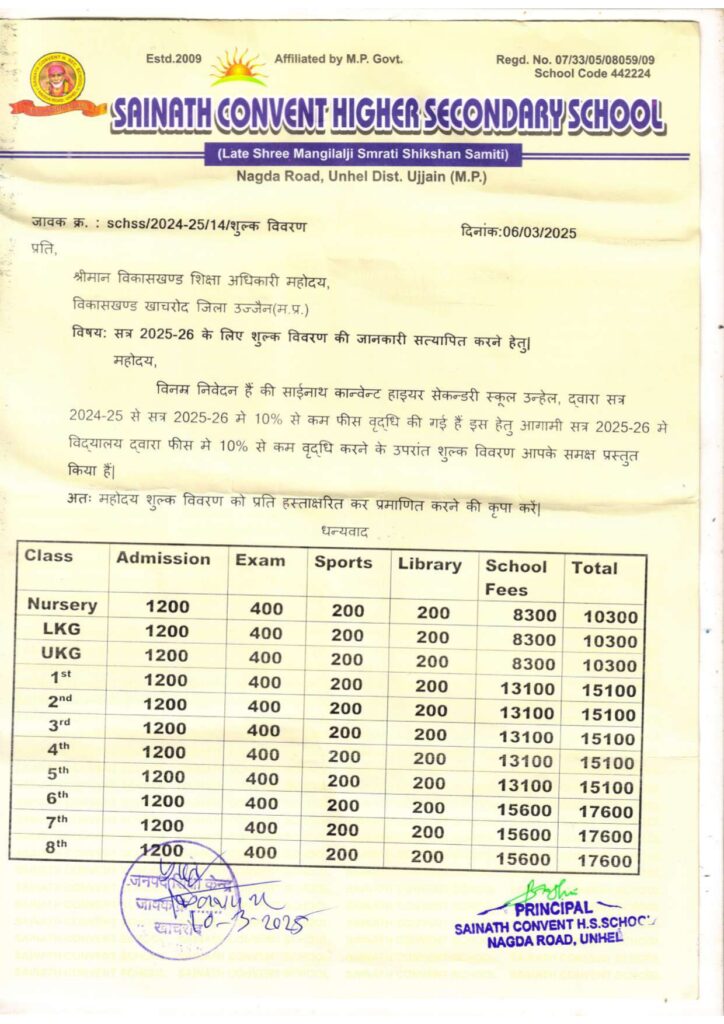 Estd.2009 Affiliated by M.P. Govt. Regd. No. 07/33/05/08059/09
School Code 442224
SAINATH CONVENT HIGHER SECONDARY SCHOOL
(Late Shree Mangilalji Smrati Shikshan Samiti)
Nagda Road, Unhel Dist. Ujjain (M.P.)
जावक क्र. : schss/2024-25/14/शुल्क विवरण दिनांक:06/03/2025
प्रति,
श्रीमान विकासखण्ड शिक्षा अधिकारी महोदय,
विकासखण्ड खाचरोद जिला उज्जैन(म.प्र.)
विषय: सत्र 2025-26 के लिए शुल्क विवरण की जानकारी सत्यापित करने हेतु|
महोदय,
विनम्र निवेदन हैं की साईनाथ कान्वेन्ट हाइयर सेकन्डरी स्कूल उन्हेल, द्वारा सत्र
2024-25 से सत्र 2025-26 मे 10% से कम फीस वृद्धि की गई हैं इस हेतु आगामी सत्र 2025-26 मे
विद्यालय द्वारा फीस मे 10% से कम वृद्धि करने के उपरांत शुल्क विवरण आपके समक्ष प्रस्तुत
किया हैं|
अतः महोदय शुल्क विवरण को प्रति हस्ताक्षरित कर प्रमाणित करने की कृपा करें|
धन्यवाद
Class Admission Exam Sports Library School Fees Total
Nursery 1200 400 200 200 8300 10300
LKG 1200 400 200 200 8300 10300
UKG 1200 400 200 200 8300 10300
1st 1200 400 200 200 13100 15100
2nd 1200 400 200 200 13100 15100
3rd 1200 400 200 200 13100 15100
4th 1200 400 200 200 13100 15100
5th 1200 400 200 200 13100 15100
6th 1200 400 200 200 15600 17600
7th 1200 400 200 200 15600 17600
8th 1200 400 200 200 15600 17600
जनपद शिक्षा केन्द्र
खाचरोद
-3-2025
PRINCIPAL
SAINATH CONVENT H.S.SCHOOL
NAGDA ROAD, UNHEL